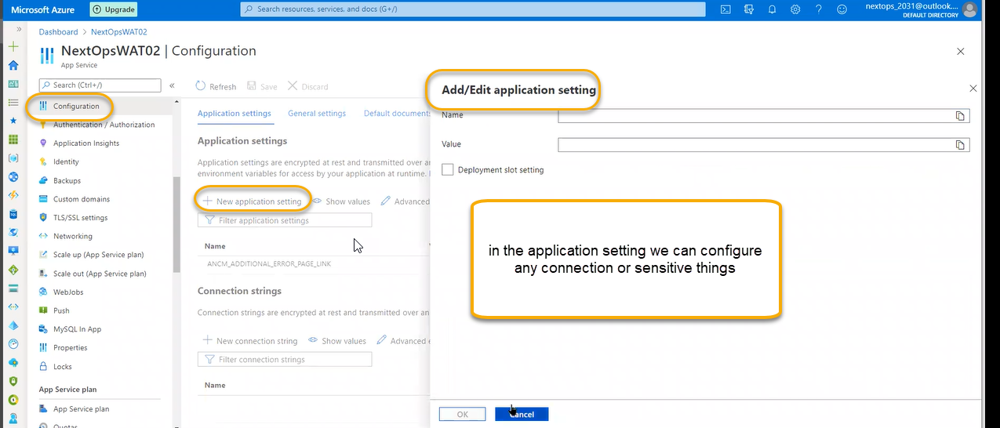 Microsoft Azure
Upgrade
Search resources, services, and docs (G+/)
nextops_2031@outlook....
DEFAULT DIRECTORY
Dashboard > NextOpsWAT02
NextOpsWAT02 | Configuration
App Service
Search (Ctrl+/)
Configuration
Authentication / Authorization
Application Insights
Identity
Backups
Custom domains
TLS/SSL settings
Networking
Scale up (App Service plan)
Scale out (App Service plan)
WebJobs
Push
MySQL In App
Properties
Locks
App Service plan
App Service plan
Quotas
Refresh
Save
Discard
Application settings
General settings
Default documents
Application settings
Application settings are encrypted at rest and transmitted over an
environment variables for access by your application at runtime.
New application setting
Show values
Advanced
Filter application settings
Name
ANCM_ADDITIONAL_ERROR_PAGE_LINK
Connection strings
Connection strings are encrypted at rest and transmitted over an
New connection string
Show values
Advanced e
Filter connection strings
Name
Add/Edit application setting
Name
Value
Deployment slot setting
in the application setting we can configure
any connection or sensitive things
OK
Cancel